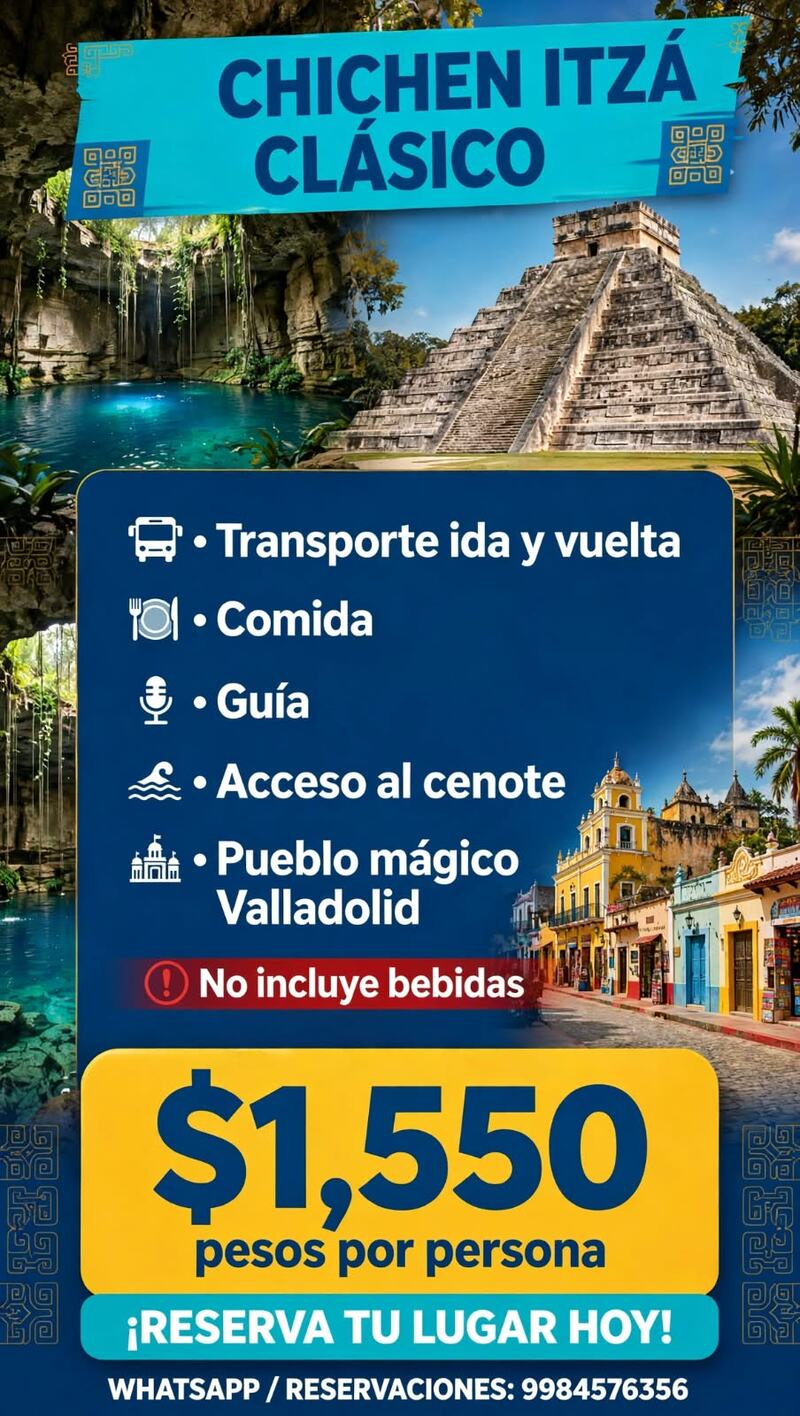 CHICHEN ITZÁ
CLÁSICO
• Transporte ida y vuelta
• Comida
• Guía
• Acceso al cenote
• Pueblo mágico
Valladolid
No incluye bebidas
$1,550
pesos por persona
¡RESERVA TU LUGAR HOY!
WHATSAPP / RESERVACIONES: 9984576356